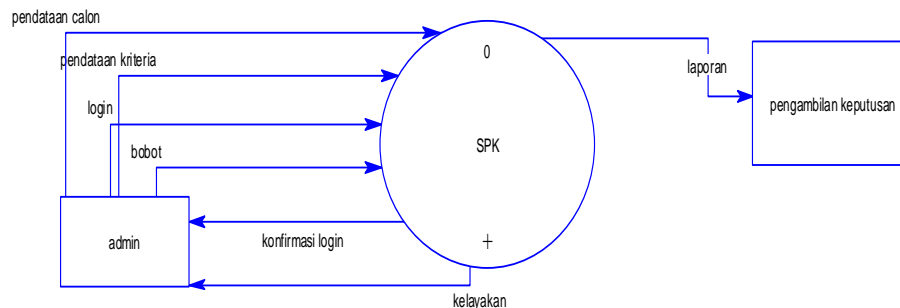 pendataan calon
0
pendataan kriteria
laporan
login
pengambilan keputusan
SPK
bobot
admin
konfirmasi login
+
kelayakan